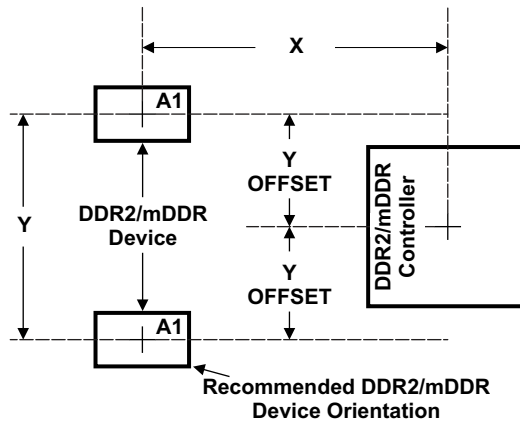 X
A1
Y
OFFSET
Y
DDR2/mDDR
Device
DDR2/mDDR
Controller
Y
OFFSET
A1
Recommended DDR2/mDDR
Device Orientation